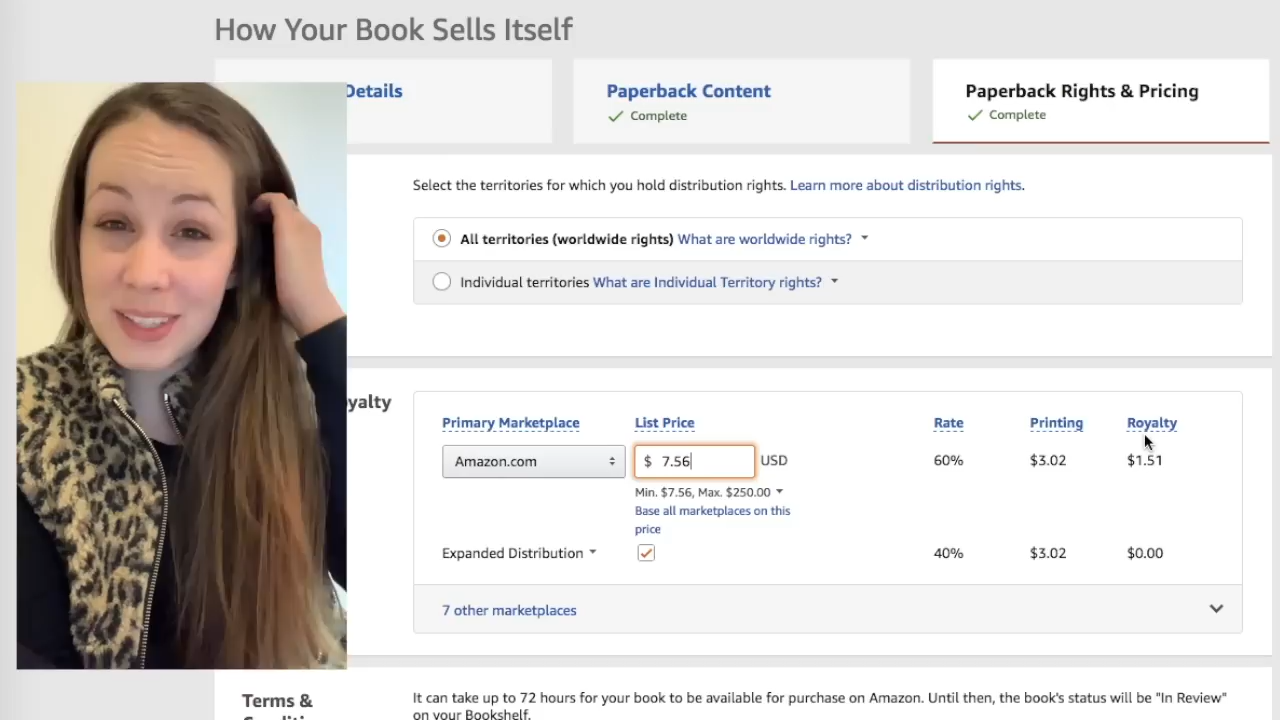 How Your Book Sells Itself
Details
Paperback Content
Complete
Paperback Rights & Pricing
Complete
Select the territories for which you hold distribution rights. Learn more about distribution rights.
All territories (worldwide rights) What are worldwide rights?
Individual territories What are Individual Territory rights?
yalty
Primary Marketplace List Price Rate Printing Royalty
Amazon.com $ 7.56 USD 60% $3.02 $1.51
Min. $7.56, Max. $250.00
Base all marketplaces on this
price
Expanded Distribution 40% $3.02 $0.00
7 other marketplaces
Terms & It can take up to 72 hours for your book to be available for purchase on Amazon. Until then, the book's status will be "In Review"
on your Bookshelf.